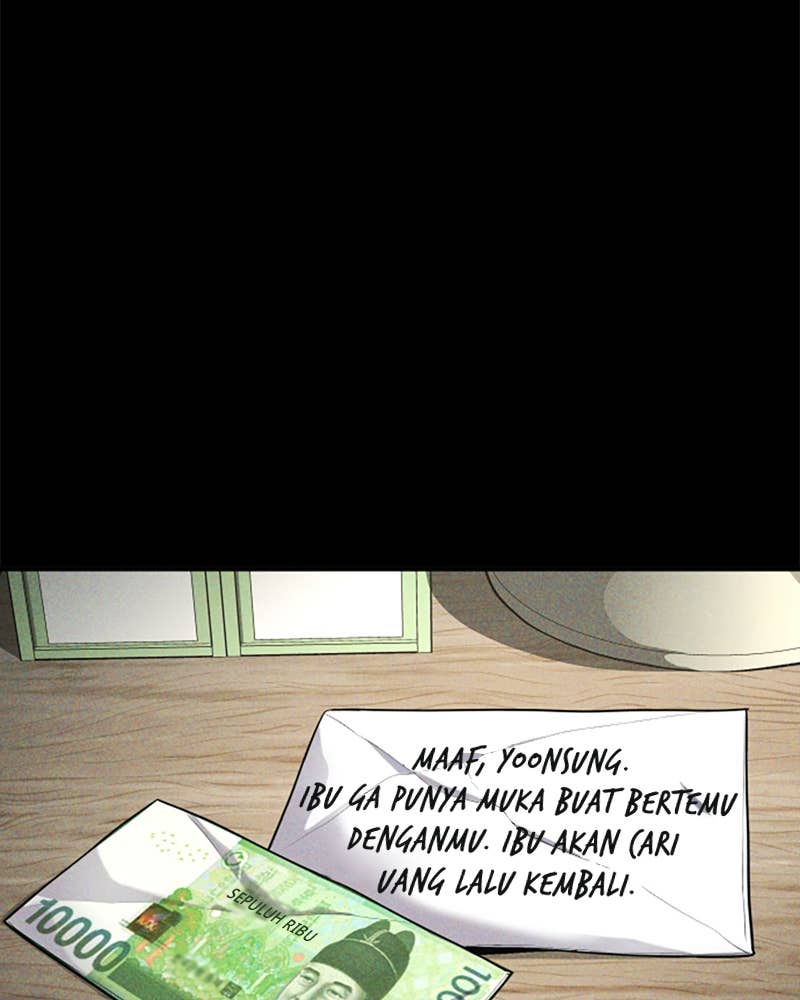 MAAF, YOONSUNG.
IBU GA PUNYA MUKA BUAT BERTEMU
DENGANMU. IBU AKAN CARI
UANG LALU KEMBALI.
SEPULUH RIBU
10000